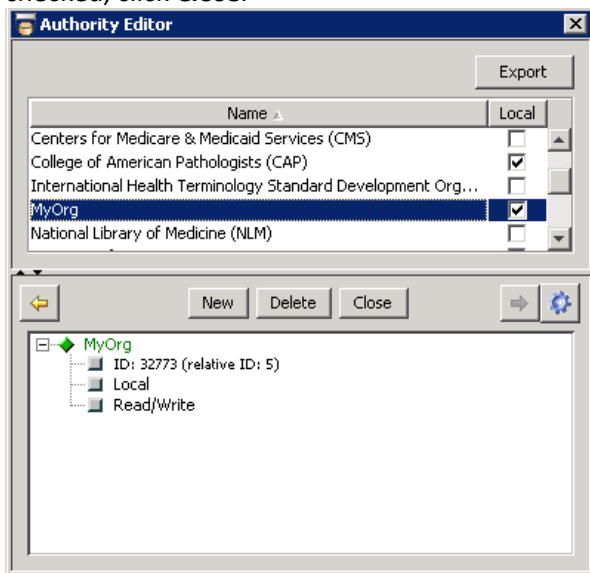 Authority Editor
Export
Name Local
Centers for Medicare & Medicaid Services (CMS)
College of American Pathologists (CAP)
International Health Terminology Standard Development Org...
MyOrg
National Library of Medicine (NLM)
New Delete Close
MyOrg
ID: 32773 (relative ID: 5)
Local
Read/Write